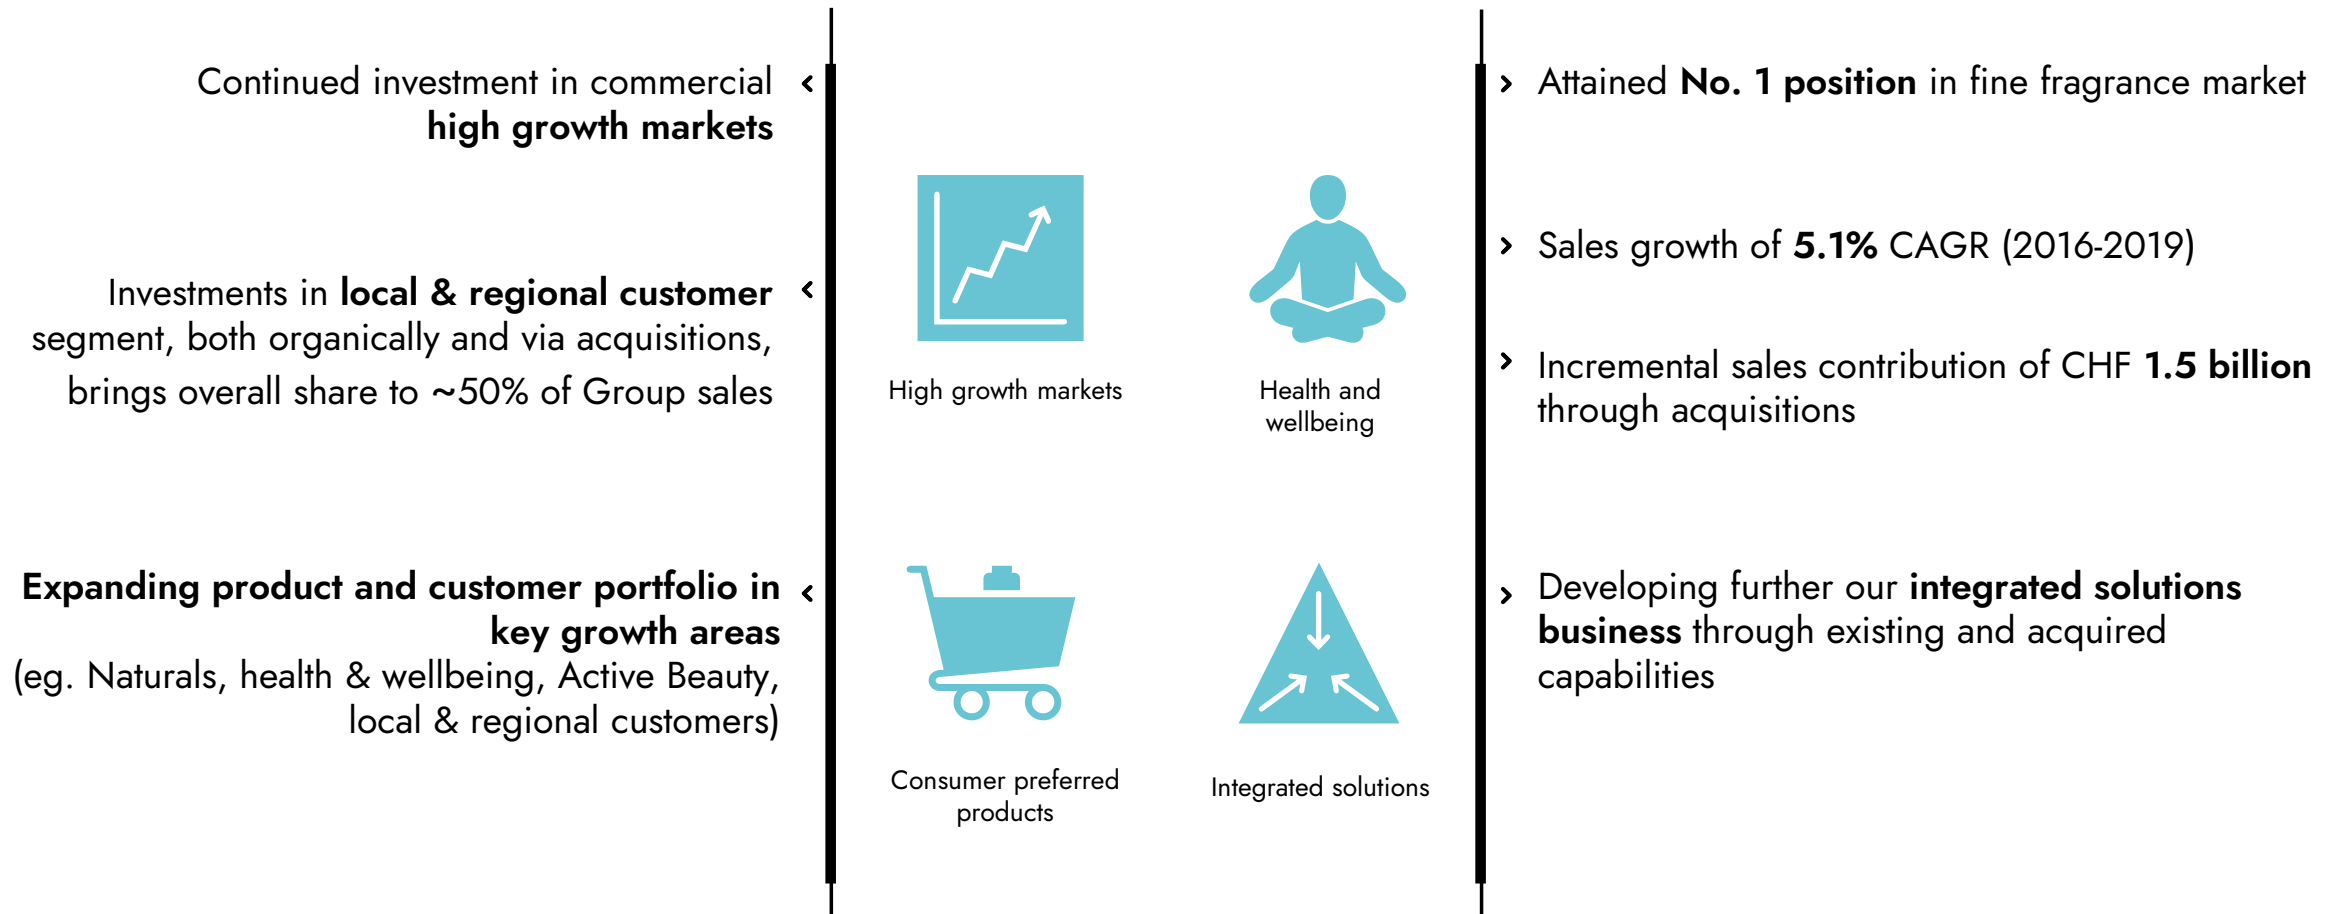 Continued investment in commercial
high growth markets
Investments in local & regional customer
segment, both organically and via acquisitions,
brings overall share to ~50% of Group sales
Expanding product and customer portfolio in
key growth areas
(eg. Naturals, health & wellbeing, Active Beauty,
local & regional customers)
High growth markets
Health and
wellbeing
Consumer preferred
products
Integrated solutions
Attained No. 1 position in fine fragrance market
Sales growth of 5.1% CAGR (2016-2019)
Incremental sales contribution of CHF 1.5 billion
through acquisitions
Developing further our integrated solutions
business through existing and acquired
capabilities